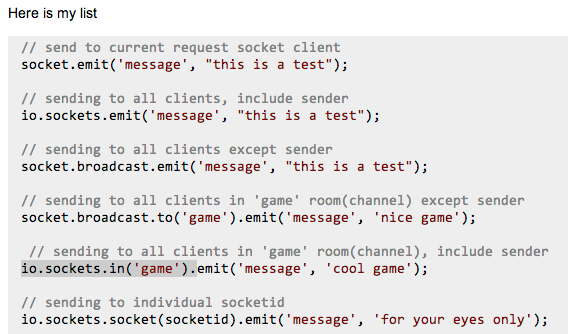 Here is my list
// send to current request socket client
socket.emit('message', "this is a test");
// sending to all clients, include sender
io.sockets.emit('message', "this is a test");
// sending to all clients except sender
socket.broadcast.emit('message', "this is a test");
// sending to all clients in 'game' room(channel) except sender
socket.broadcast.to('game').emit('message', 'nice game');
// sending to all clients in 'game' room(channel), include sender
io.sockets.in('game').emit('message', 'cool game');
// sending to individual socketid
io.sockets.socket(socketid).emit('message', 'for your eyes only');